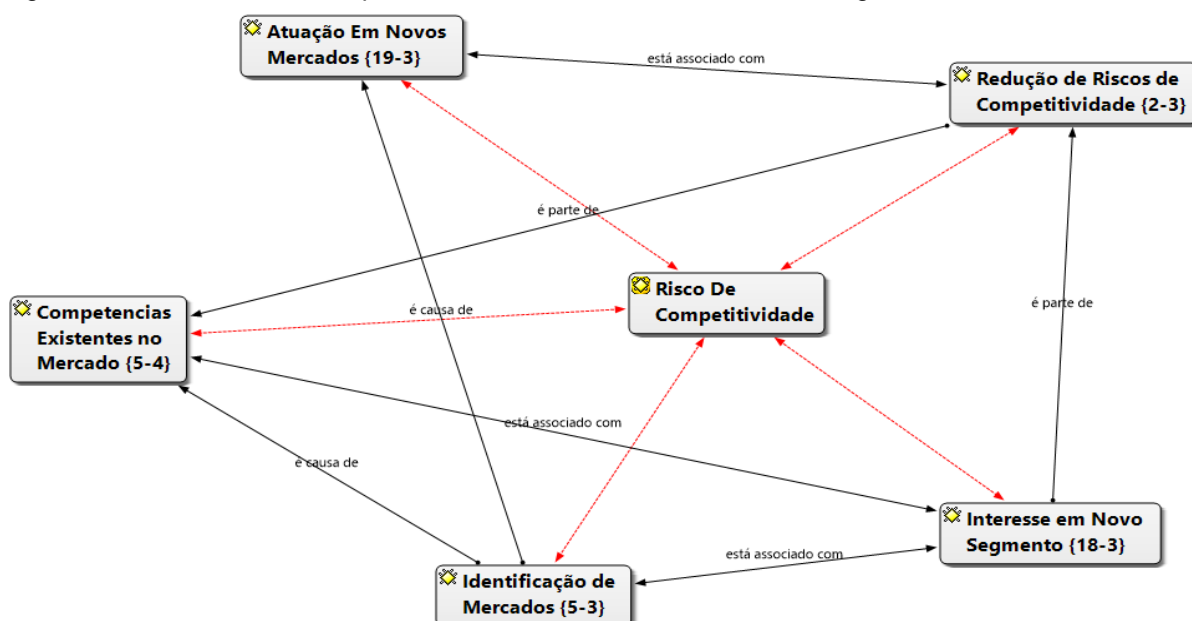 Atuação Em Novos
Mercados {19-3}
está associado com
Redução de Riscos de
Competitividade {2-3}
é parte de
Risco De
Competitividade
é parte de
é causa de
Competencias
Existentes no
Mercado {5-4}
está associado com
é causa de
Interesse em Novo
Segmento {18-3}
está associado com
Identificação de
Mercados {5-3}